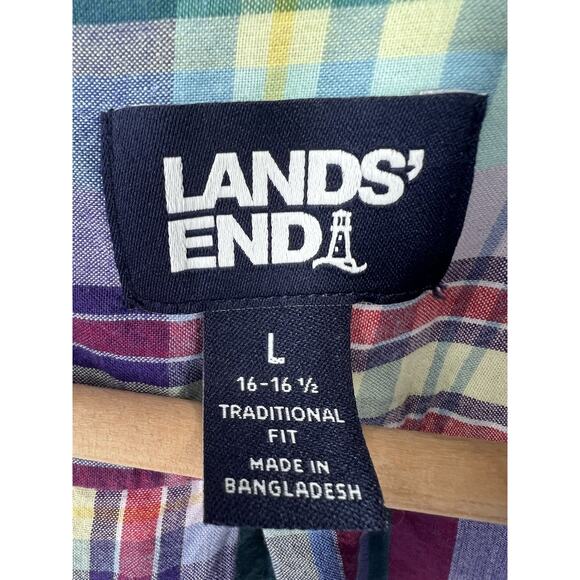 LANDS'
END
L
16-16 ½
TRADITIONAL
FIT
MADE IN
BANGLADESH